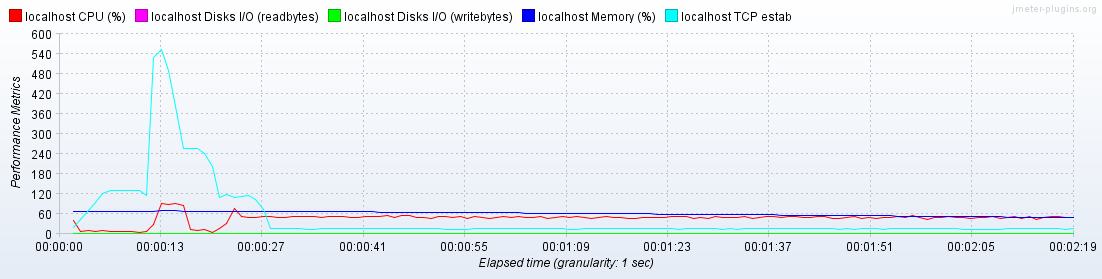 localhost CPU (%) localhost Disks I/O (readbytes) localhost Disks I/O (writebytes) localhost Memory (%) localhost TCP estab
jmeter-plugins.org
Performance Metrics
600
540
480
420
360
300
240
180
120
60
0
00:00:00 00:00:13 00:00:27 00:00:41 00:00:55 00:01:09 00:01:23 00:01:37 00:01:51 00:02:05 00:02:19
Elapsed time (granularity: 1 sec)